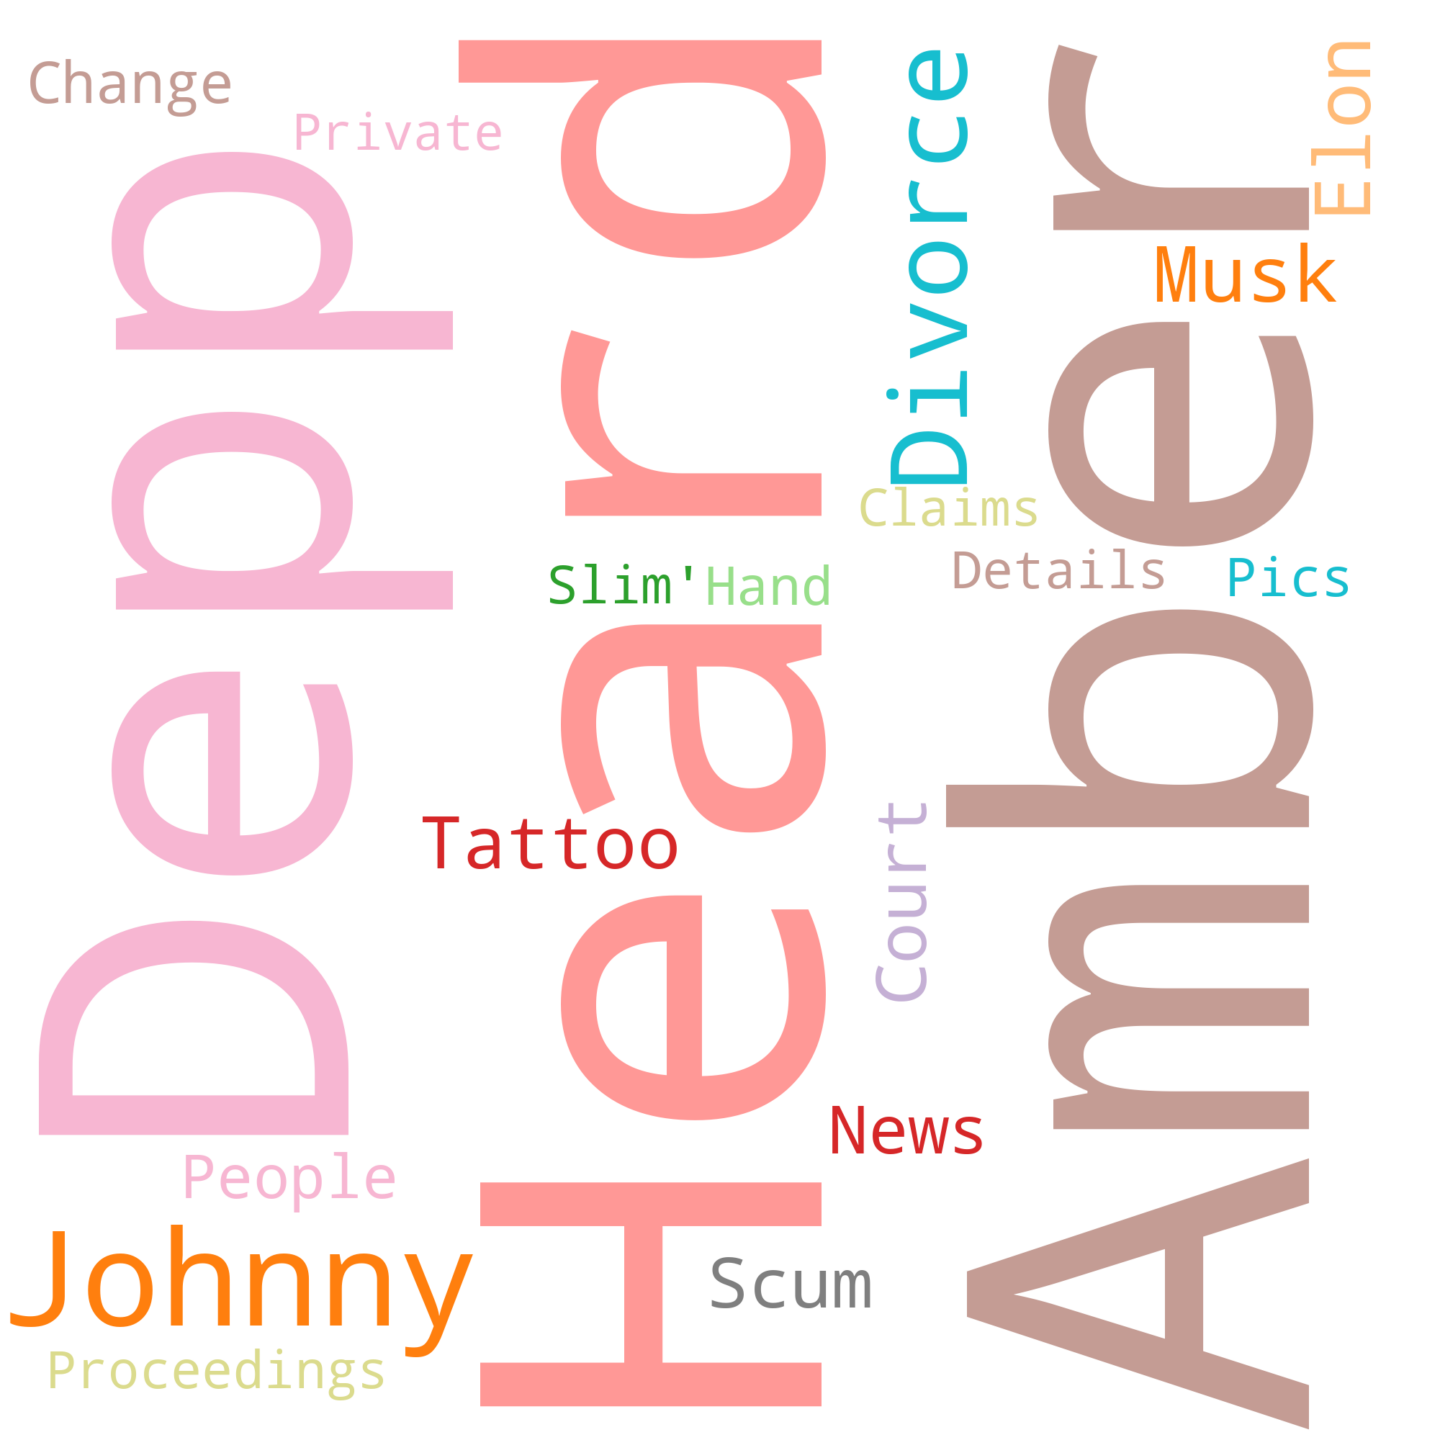 Change
Private
Depp
Heard
Divorce
Amber
Elon
Musk
Claims
Details
Pics
Slim'
Hand
Tattoo
Court
News
People
Johnny
Scum
Proceedings